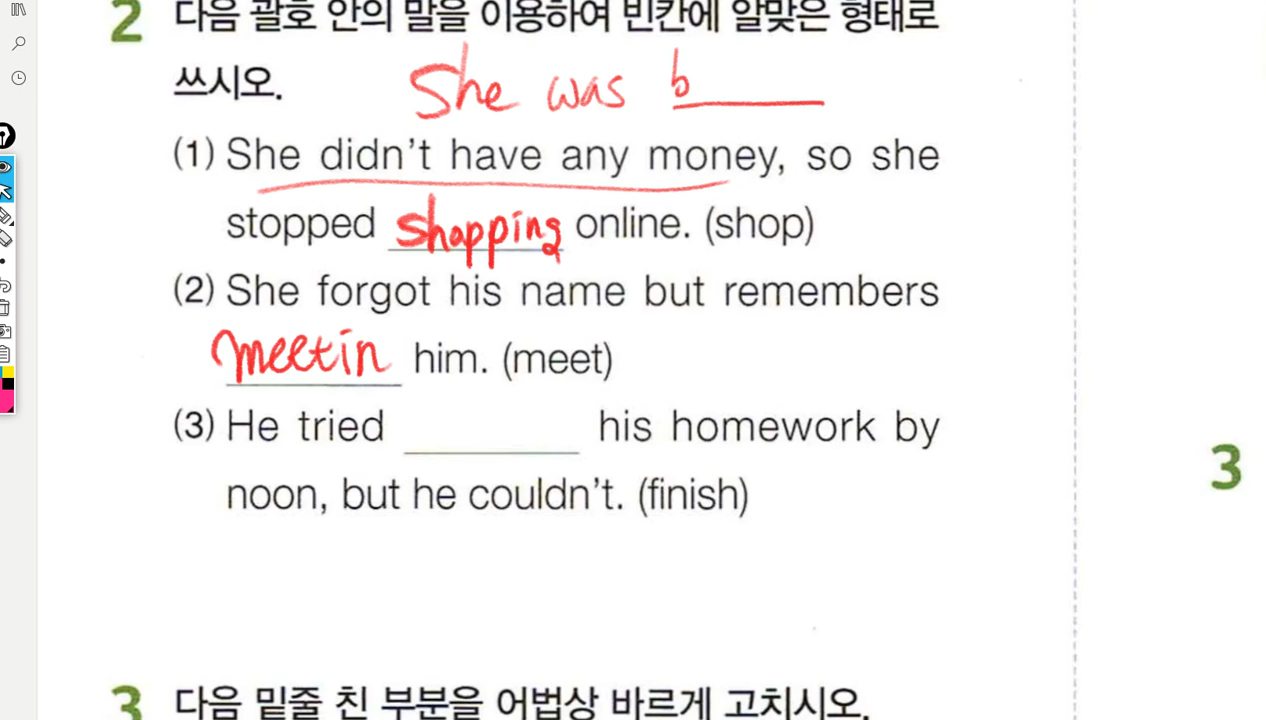 2 다음 괄호 안의 말을 이용하여 빈칸에 알맞은 형태로
쓰시오.
She was b
(1) She didn't have any money, so she
stopped shopping online. (shop)
(2) She forgot his name but remembers
meetin him. (meet)
(3) He tried his homework by
noon, but he couldn't. (finish)
3
3 다음 밑줄 친 부분을 어법상 바르게 고치시오.